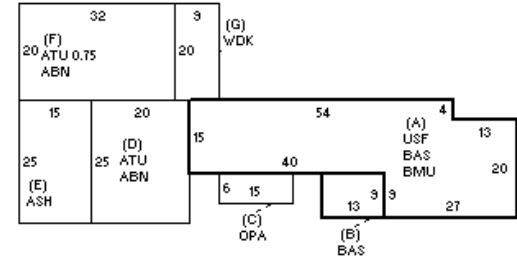 32
9
(G)
WDK
20
(F)
ATU 0.75
ABN
20
15
20
54
4
(A)
USF
BAS
BMU
13
15
(D)
ATU
ABN
25
25
40
20
(E)
ASH
6
15
9
9
13
27
(C)
OPA
(B)
BAS